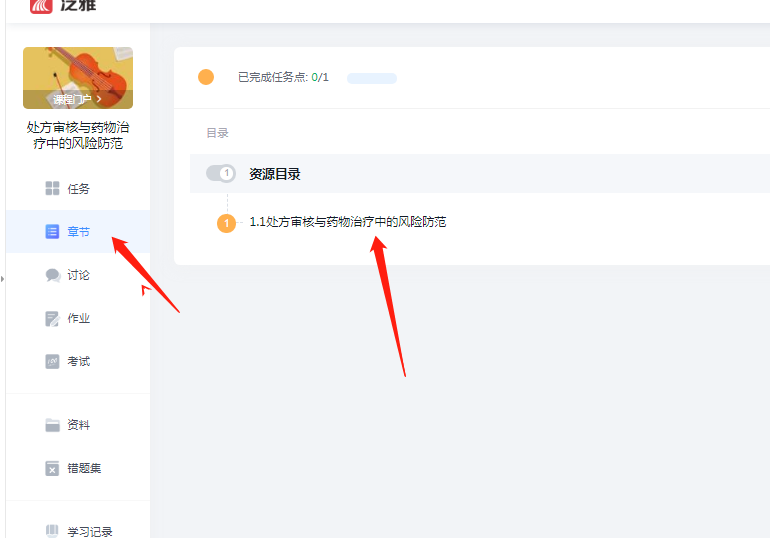 泛雅
课程门户 >
处方审核与药物治
疗中的风险防范
任务
章节
讨论
作业
考试
资料
错题集
学习记录
已完成任务点: 0/1
目录
1 资源目录
1 1.1处方审核与药物治疗中的风险防范